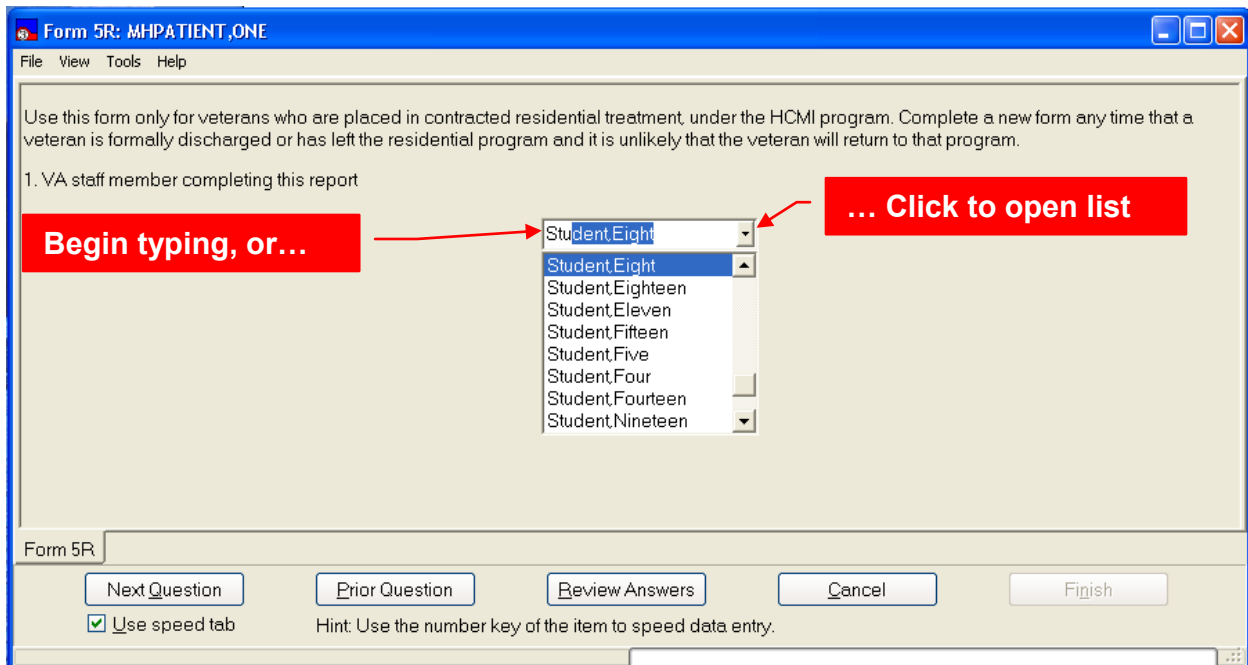 Form 5R: MHPATIENT,ONE
File View Tools Help
Use this form only for veterans who are placed in contracted residential treatment, under the HCMI program. Complete a new form any time that a
veteran is formally discharged or has left the residential program and it is unlikely that the veteran will return to that program.
1. VA staff member completing this report
... Click to open list
Begin typing, or...
Student,Eight
Student,Eight
Student,Eighteen
Student,Eleven
Student,Fifteen
Student,Five
Student,Four
Student,Fourteen
Student,Nineteen
Form 5R
Next Question Prior Question Review Answers Cancel Finish
Use speed tab Hint: Use the number key of the item to speed data entry.